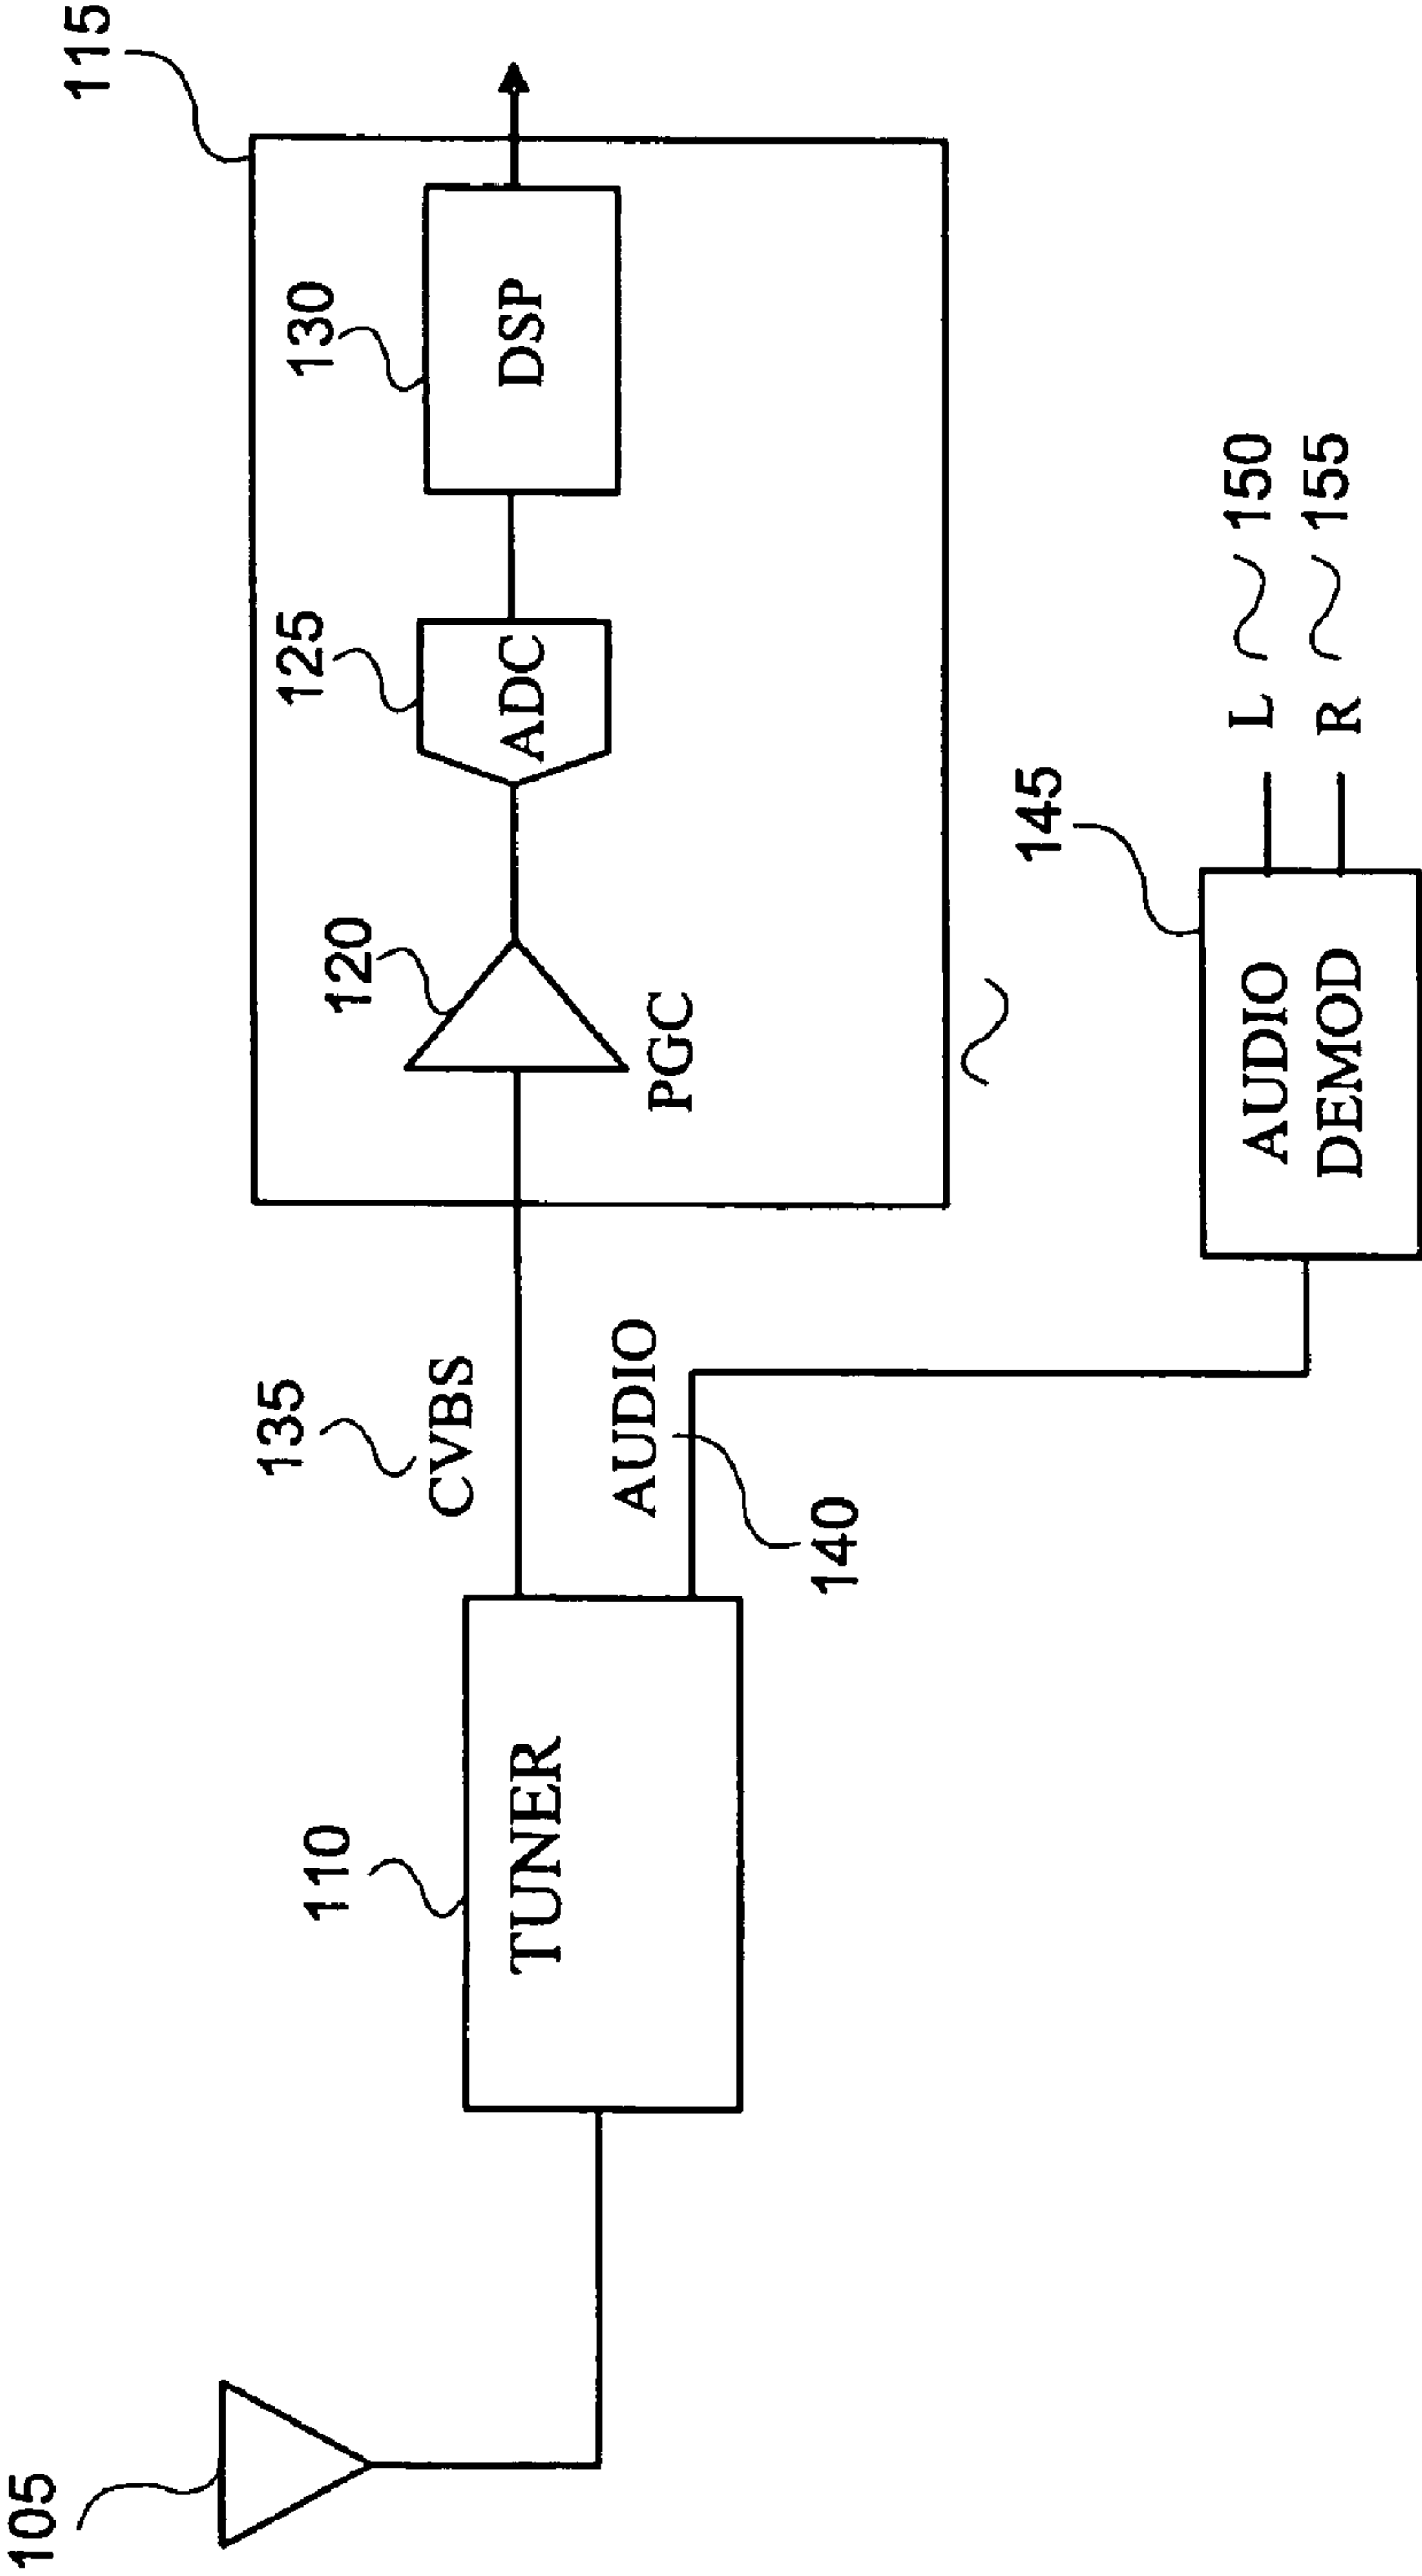 115
130
DSP
125
ADC
120
PGC
135
CVBS
AUDIO
140
110
TUNER
105
145
AUDIO
DEMOD
L 150
R 155